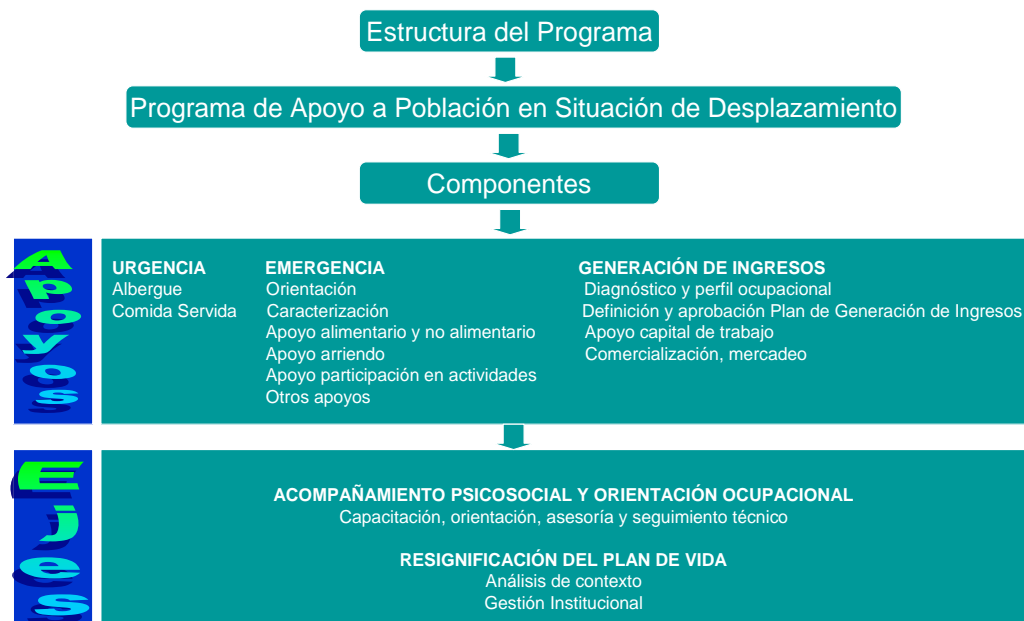 Estructura del Programa
Programa de Apoyo a Población en Situación de Desplazamiento
Componentes
Apoyos
URGENCIA
Albergue
Comida Servida
EMERGENCIA
Orientación
Caracterización
Apoyo alimentario y no alimentario
Apoyo arriendo
Apoyo participación en actividades
Otros apoyos
GENERACIÓN DE INGRESOS
Diagnóstico y perfil ocupacional
Definición y aprobación Plan de Generación de Ingresos
Apoyo capital de trabajo
Comercialización, mercadeo
Ejes
ACOMPAÑAMIENTO PSICOSOCIAL Y ORIENTACIÓN OCUPACIONAL
Capacitación, orientación, asesoría y seguimiento técnico
RESIGNIFICACIÓN DEL PLAN DE VIDA
Análisis de contexto
Gestión Institucional